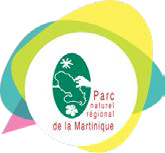 Parc
naturel
régional
de la Martinique